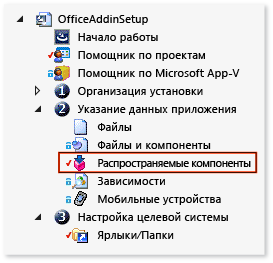 OfficeAddinSetup
Начало работы
Помощник по проектам
Помощник по Microsoft App-V
1 Организация установки
2 Указание данных приложения
Файлы
Файлы и компоненты
Распространяемые компоненты
Зависимости
Мобильные устройства
3 Настройка целевой системы
Ярлыки/Папки